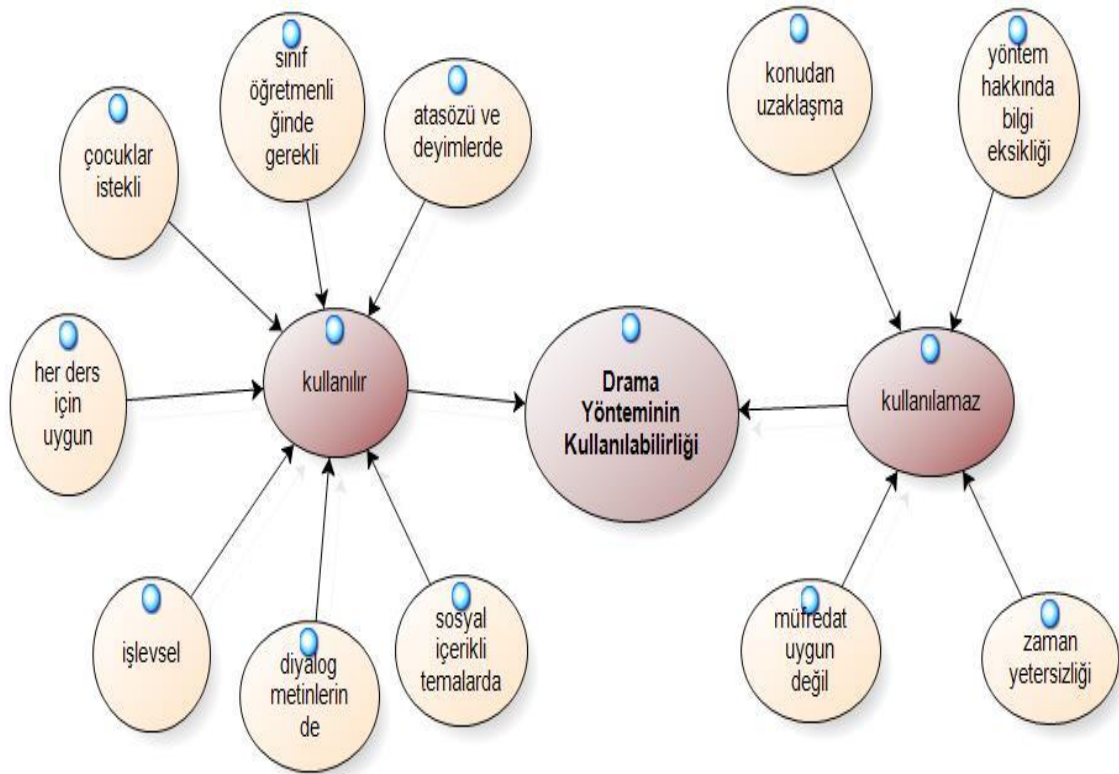 sınıf
öğretmenli
ğinde
gerekli
atasözü ve
deyimlerde
çocuklar
istekli
her ders
için
uygun
kullanılır
işlevsel
diyalog
metinlerin
de
sosyal
içerikli
temalarda
Drama
Yönteminin
Kullanılabilirliği
konudan
uzaklaşma
yöntem
hakkında
bilgi
eksikliği
kullanılamaz
müfredat
uygun
değil
zaman
yetersizliği